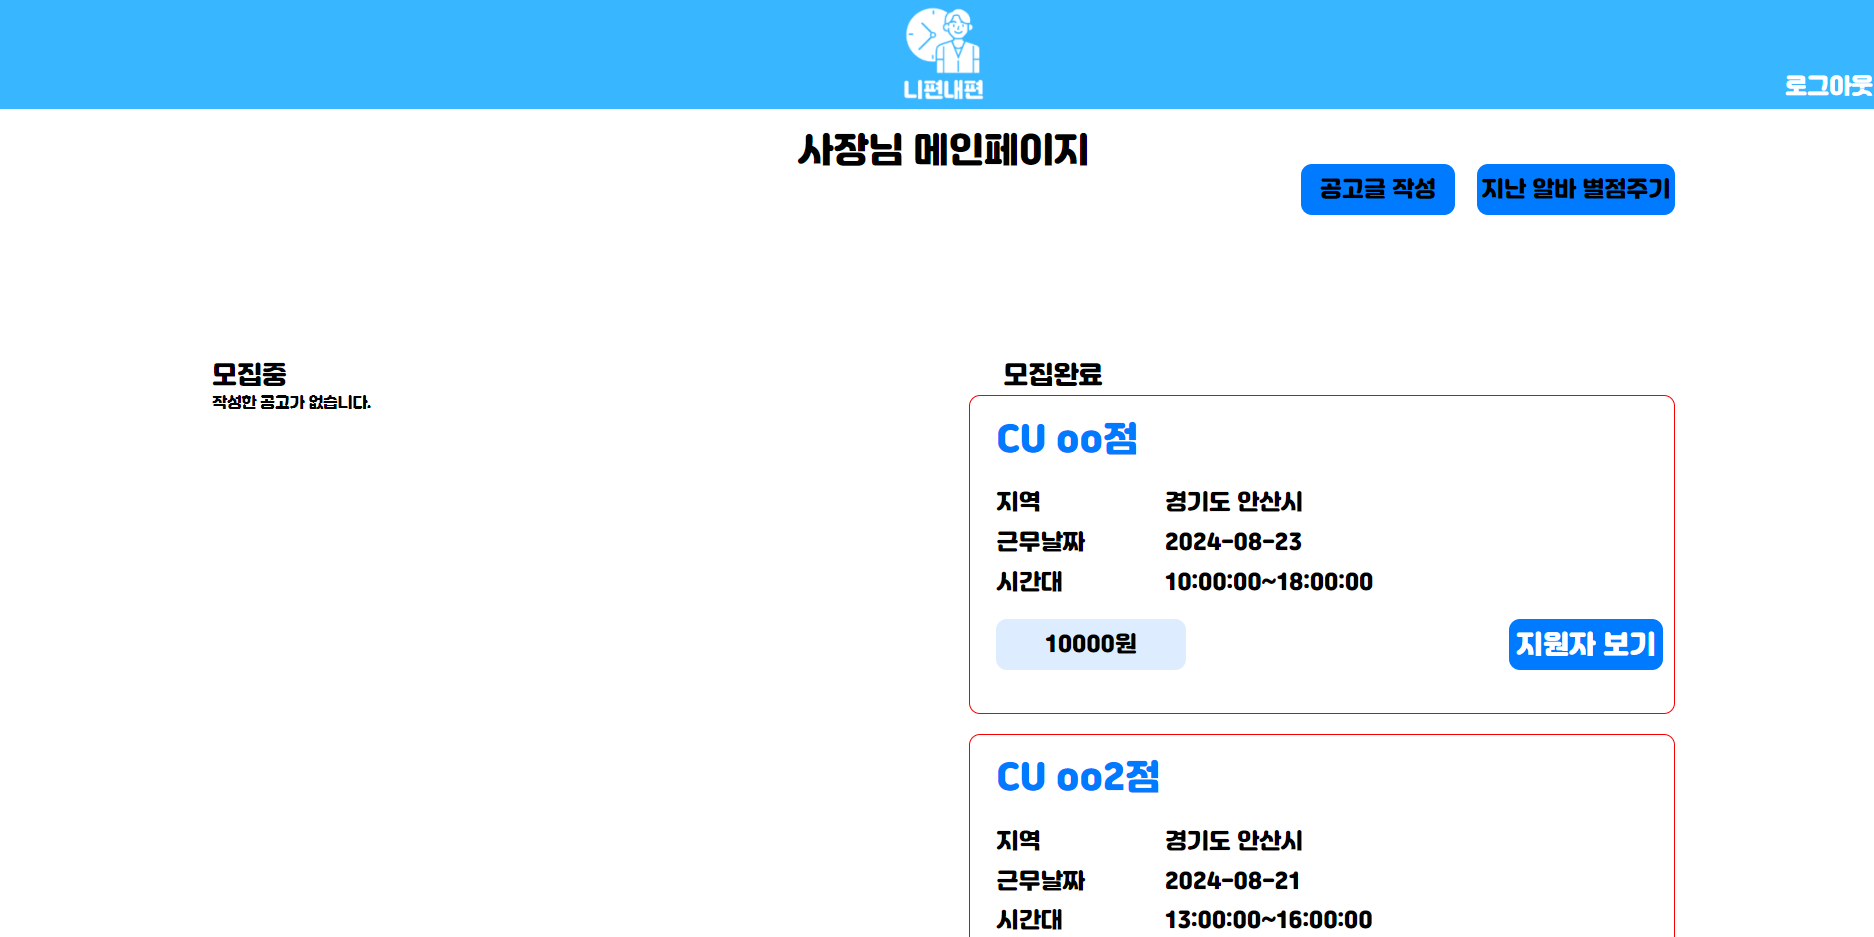 니편내편
로그아웃
사장님 메인페이지
공고글 작성
지난 알바 별점주기
모집중
작성한 공고가 없습니다.
모집완료
CU oo점
지역 경기도 안산시
근무날짜 2024-08-23
시간대 10:00:00~18:00:00
10000원 지원자 보기
CU oo2점
지역 경기도 안산시
근무날짜 2024-08-21
시간대 13:00:00~16:00:00